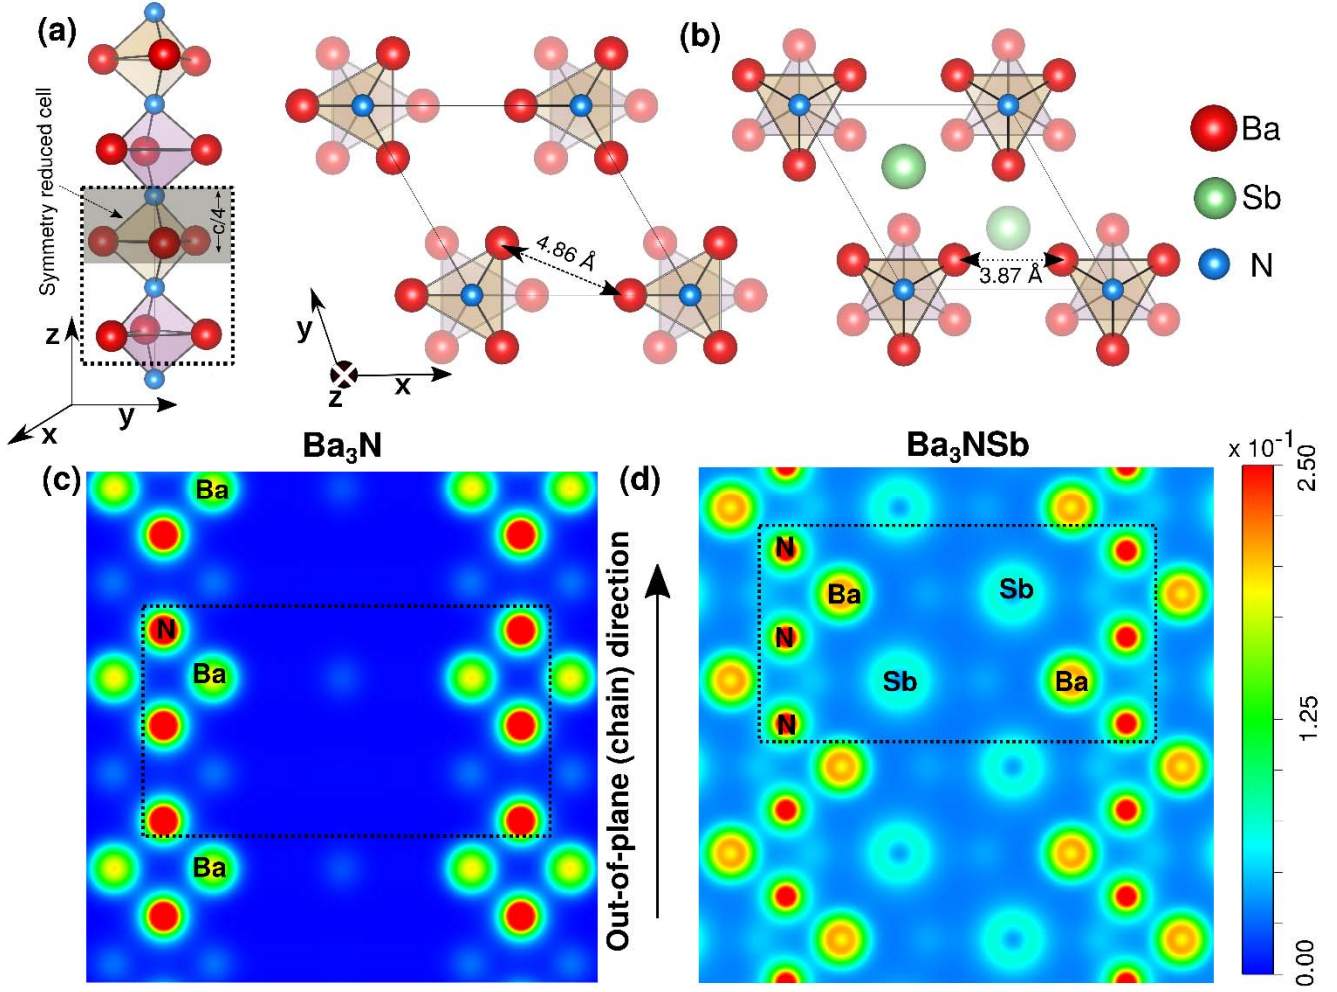 (a)
Symmetry reduced cell
c/4
z
y
x
4.86 Å
y
z
x
(b)
3.87 Å
Ba
Sb
N
Ba₃N
(c)
Ba
N
Ba
Ba
Out-of-plane (chain) direction
Ba₃NSb
(d)
N
Ba
Sb
N
Sb
Ba
N
x 10⁻¹
2.50
1.25
0.00